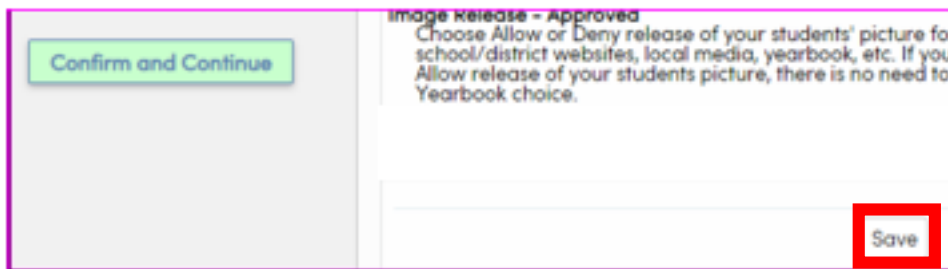 Image Release - Approved
Choose Allow or Deny release of your students' picture fo
Confirm and Continue
school/district websites, local media, yearbook, etc. If you
Allow release of your students picture, there is no need to
Yearbook choice.
Save